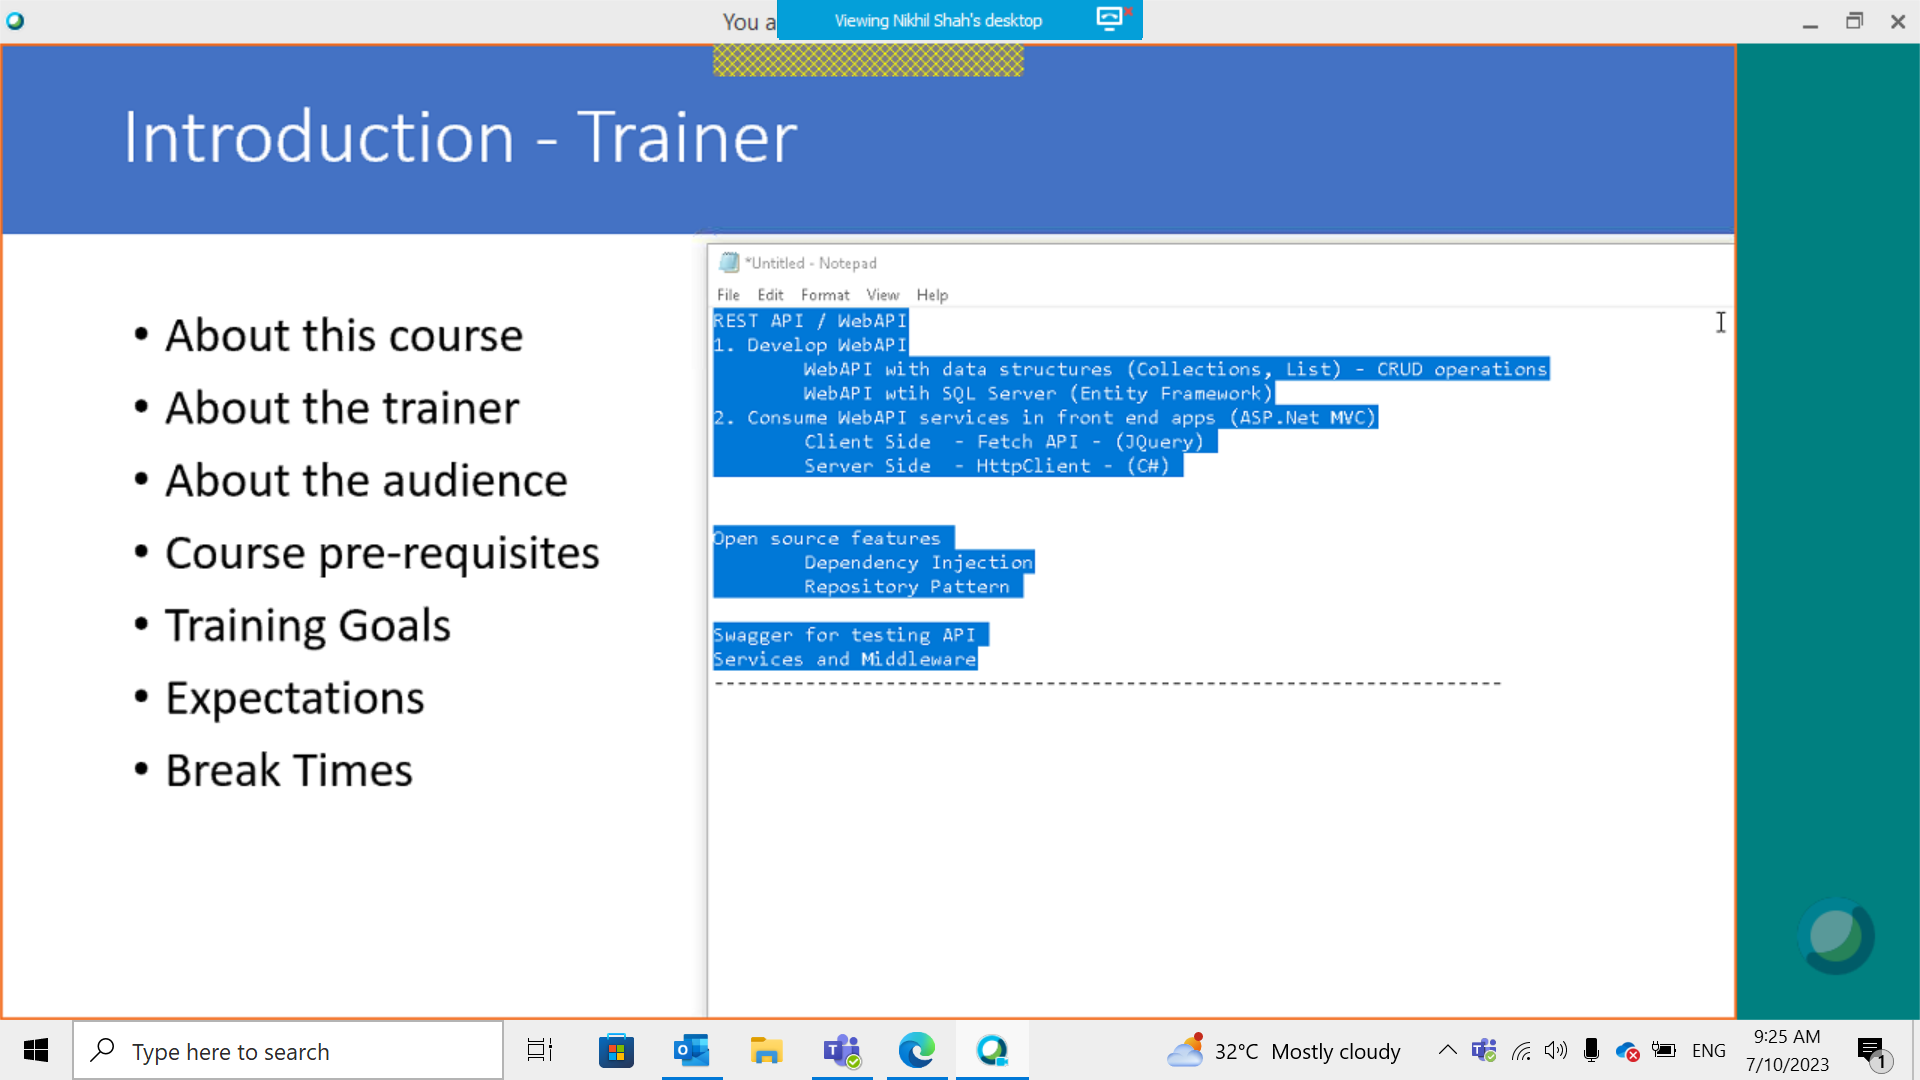 You a
Viewing Nikhil Shah's desktop
Introduction - Trainer
• About this course
• About the trainer
• About the audience
• Course pre-requisites
• Training Goals
• Expectations
• Break Times
*Untitled - Notepad
File Edit Format View Help
REST API / WebAPI
1. Develop WebAPI
WebAPI with data structures (Collections, List) - CRUD operations
WebAPI wtih SQL Server (Entity Framework)
2. Consume WebAPI services in front end apps (ASP.Net MVC)
Client Side - Fetch API - (JQuery)
Server Side - HttpClient - (C#)
Open source features
Dependency Injection
Repository Pattern
Swagger for testing API
Services and Middleware
---------------------------------------------------------------------
Type here to search
32°C Mostly cloudy
ENG
9:25 AM
7/10/2023
1